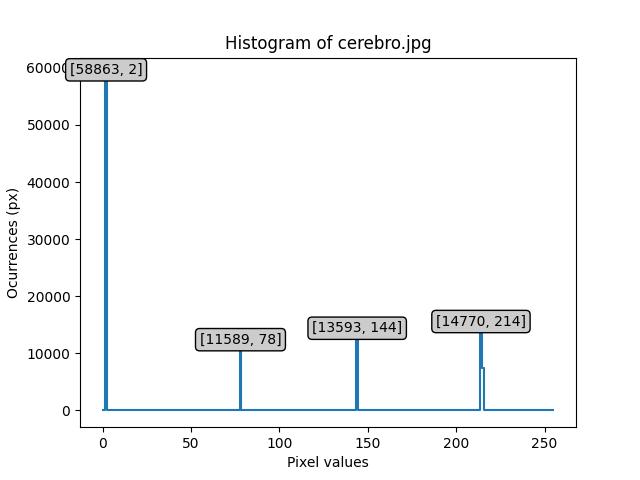 Histogram of cerebro.jpg
Ocurrences (px)
60000
[58863, 2]
50000
40000
30000
20000
[14770, 214]
[13593, 144]
[11589, 78]
10000
0
0 50 100 150 200 250
Pixel values